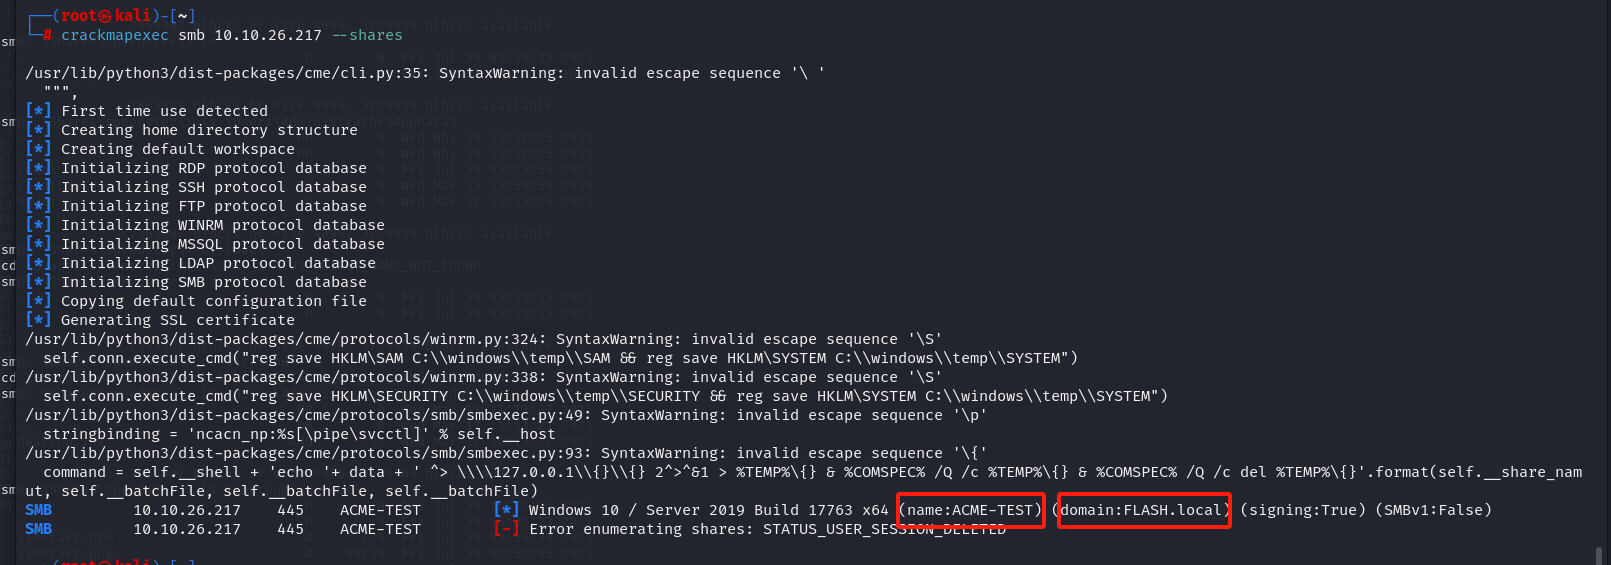 ┌──(root㉿kali)-[~]
└─# crackmapexec smb 10.10.26.217 --shares
/usr/lib/python3/dist-packages/cme/cli.py:35: SyntaxWarning: invalid escape sequence '\ '
""",
[*] First time use detected
[*] Creating home directory structure
[*] Creating default workspace
[*] Initializing RDP protocol database
[*] Initializing SSH protocol database
[*] Initializing FTP protocol database
[*] Initializing WINRM protocol database
[*] Initializing MSSQL protocol database
[*] Initializing LDAP protocol database
[*] Initializing SMB protocol database
[*] Copying default configuration file
[*] Generating SSL certificate
/usr/lib/python3/dist-packages/cme/protocols/winrm.py:324: SyntaxWarning: invalid escape sequence '\S'
self.conn.execute_cmd("reg save HKLM\SAM C:\\windows\\temp\\SAM && reg save HKLM\SYSTEM C:\\windows\\temp\\SYSTEM")
/usr/lib/python3/dist-packages/cme/protocols/winrm.py:338: SyntaxWarning: invalid escape sequence '\S'
self.conn.execute_cmd("reg save HKLM\SECURITY C:\\windows\\temp\\SECURITY && reg save HKLM\SYSTEM C:\\windows\\temp\\SYSTEM")
/usr/lib/python3/dist-packages/cme/protocols/smb/smbexec.py:49: SyntaxWarning: invalid escape sequence '\p'
stringbinding = 'ncacn_np:%s[\pipe\svcctl]' % self.__host
/usr/lib/python3/dist-packages/cme/protocols/smb/smbexec.py:93: SyntaxWarning: invalid escape sequence '\{'
command = self.__shell + 'echo '+ data + ' ^> \\\\127.0.0.1\\{}\\{} 2^>^&1 > %TEMP%\{} & %COMSPEC% /Q /c %TEMP%\{} & %COMSPEC% /Q /c del %TEMP%\{}'.format(self.__share_nam
ut, self.__batchFile, self.__batchFile, self.__batchFile)
SMB 10.10.26.217 445 ACME-TEST [*] Windows 10 / Server 2019 Build 17763 x64 (name:ACME-TEST) (domain:FLASH.local) (signing:True) (SMBv1:False)
SMB 10.10.26.217 445 ACME-TEST [-] Error enumerating shares: STATUS_USER_SESSION_DELETED